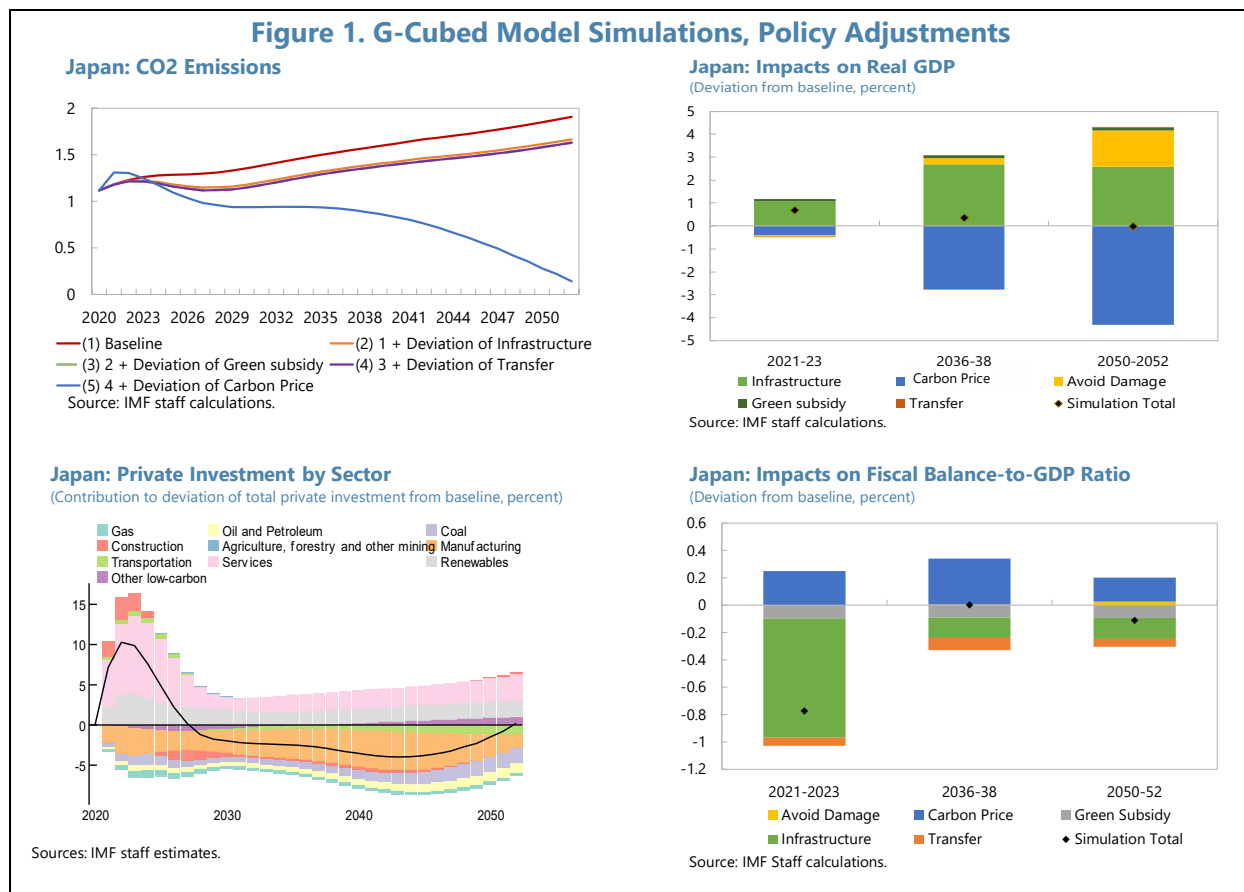 Figure 1. G-Cubed Model Simulations, Policy Adjustments
Japan: CO2 Emissions
2
1.5
1
0.5
0
2020 2023 2026 2029 2032 2035 2038 2041 2044 2047 2050
(1) Baseline
(2) 1 + Deviation of Infrastructure
(3) 2 + Deviation of Green subsidy
(4) 3 + Deviation of Transfer
(5) 4 + Deviation of Carbon Price
Source: IMF staff calculations.
Japan: Impacts on Real GDP
(Deviation from baseline, percent)
5
4
3
2
1
0
-1
-2
-3
-4
-5
2021-23 2036-38 2050-2052
Infrastructure Carbon Price Avoid Damage
Green subsidy Transfer Simulation Total
Source: IMF staff calculations.
Japan: Private Investment by Sector
(Contribution to deviation of total private investment from baseline, percent)
Gas Oil and Petroleum Coal
Construction Agriculture, forestry and other mining Manufacturing
Transportation Services Renewables
Other low-carbon
15
10
5
0
-5
2020 2030 2040 2050
Sources: IMF staff estimates.
Japan: Impacts on Fiscal Balance-to-GDP Ratio
(Deviation from baseline, percent)
0.6
0.4
0.2
0
-0.2
-0.4
-0.6
-0.8
-1
-1.2
2021-2023 2036-38 2050-52
Avoid Damage Carbon Price Green Subsidy
Infrastructure Transfer Simulation Total
Source: IMF Staff calculations.